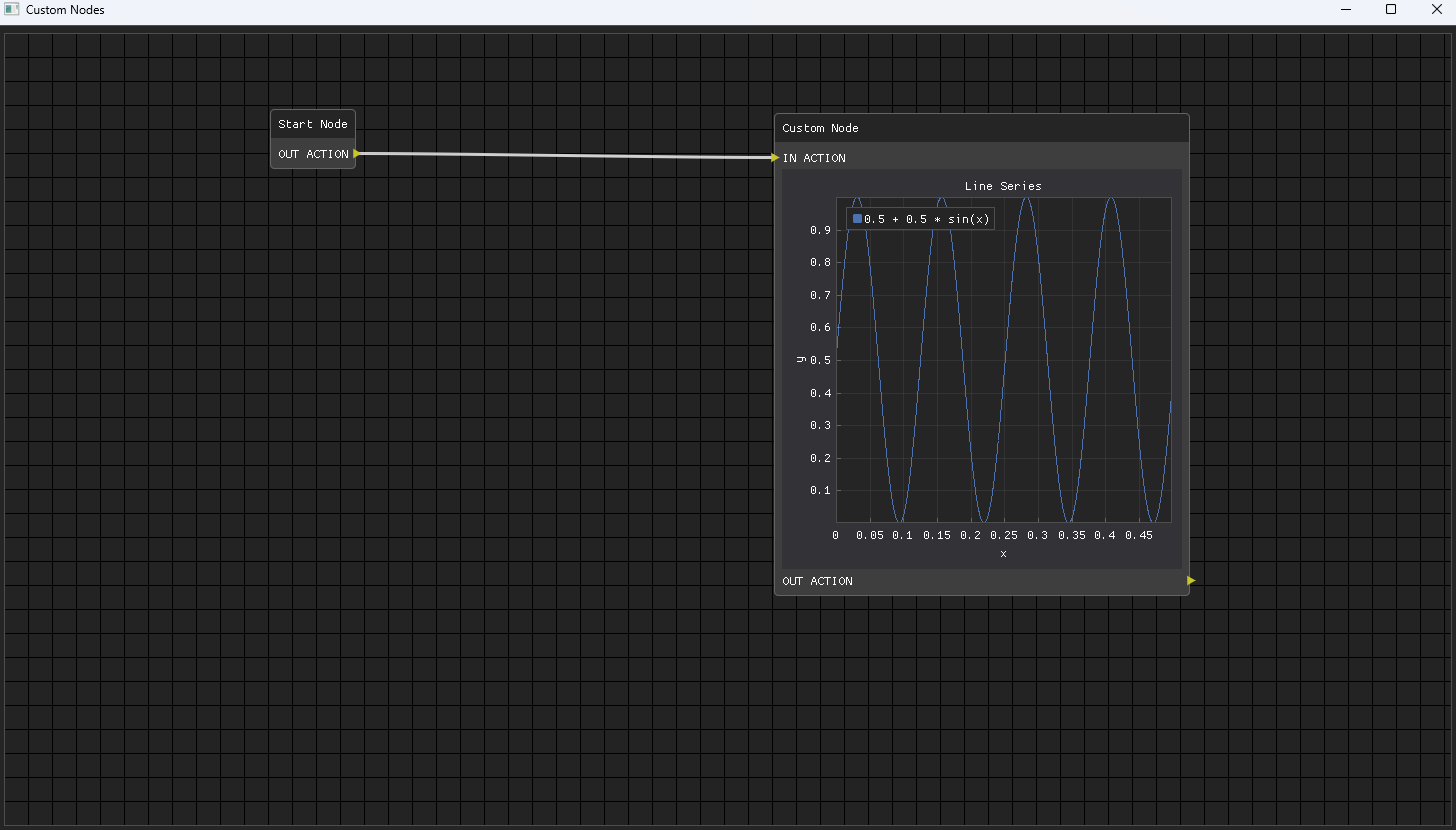 Custom Nodes
Start Node
OUT ACTION
Custom Node
IN ACTION
Line Series
0.5 + 0.5 * sin(x)
0.9
0.8
0.7
0.6
0.5
0.4
0.3
0.2
0.1
y
0 0.05 0.1 0.15 0.2 0.25 0.3 0.35 0.4 0.45
x
OUT ACTION